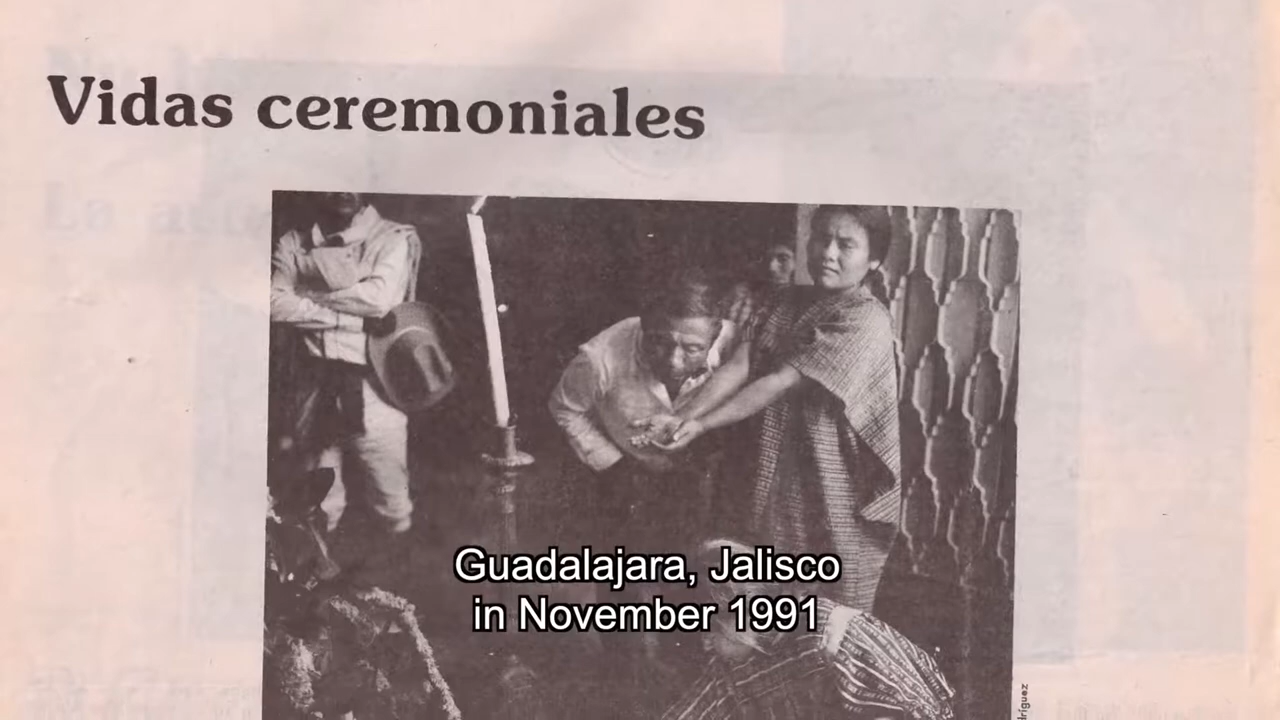 Vidas ceremoniales
Guadalajara, Jalisco
in November 1991